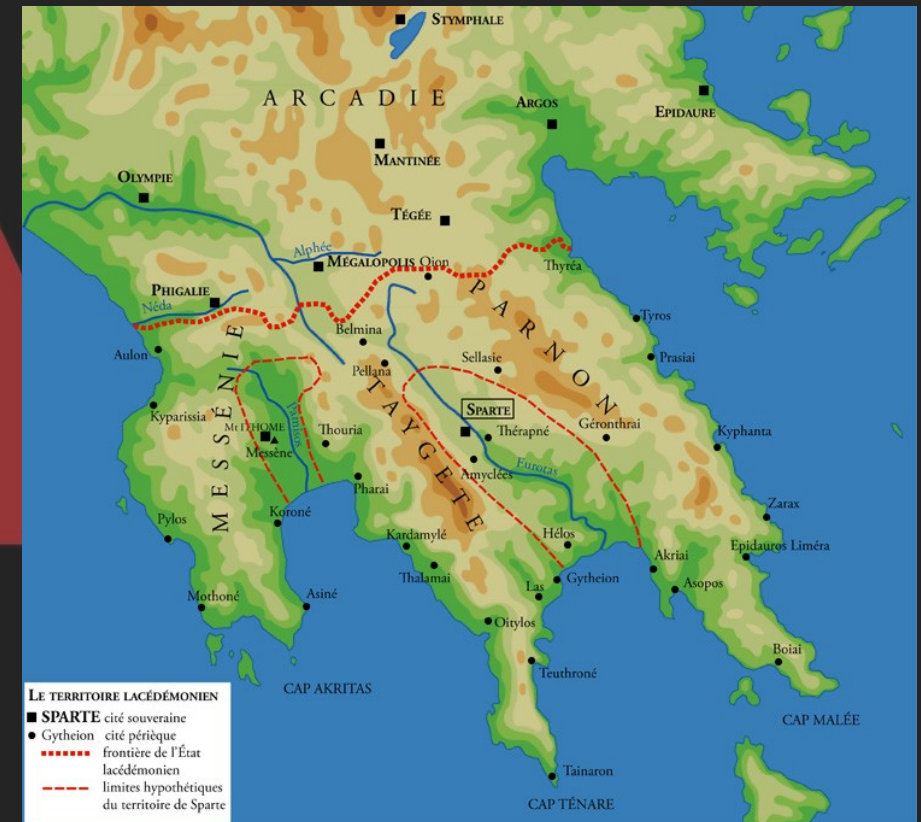 STYMPHALE
ARCADIE
ARGOS
EPIDAURE
MANTINÉE
OLYMPIE
TÉGÉE
Alphée
MÉGALOPOLIS
Oion
Thyréa
PHIGALIE
Néda
PARNON
Tyros
Belmina
Aulon
Sellasie
Prasiai
Pellana
MESSÉNIE
TAYGETE
SPARTE
Kyparissia
Pamisos
Géronthrai
Mt ITHOME
Thouria
Thérapné
Kyphanta
Messène
Amyclées
Eurotas
Pharai
Zarax
Koroné
Pylos
Kardamylé
Hélos
Epidauros Liméra
Akriai
Thalamai
Gytheion
Asopos
Las
Mothoné
Asiné
Oitylos
Boiai
Teuthroné
CAP AKRITAS
CAP MALÉE
Tainaron
CAP TÉNARE
LE TERRITOIRE LACÉDÉMONIEN
SPARTE cité souveraine
Gytheion cité périèque
frontière de l'État
lacédémonien
limites hypothétiques
du territoire de Sparte